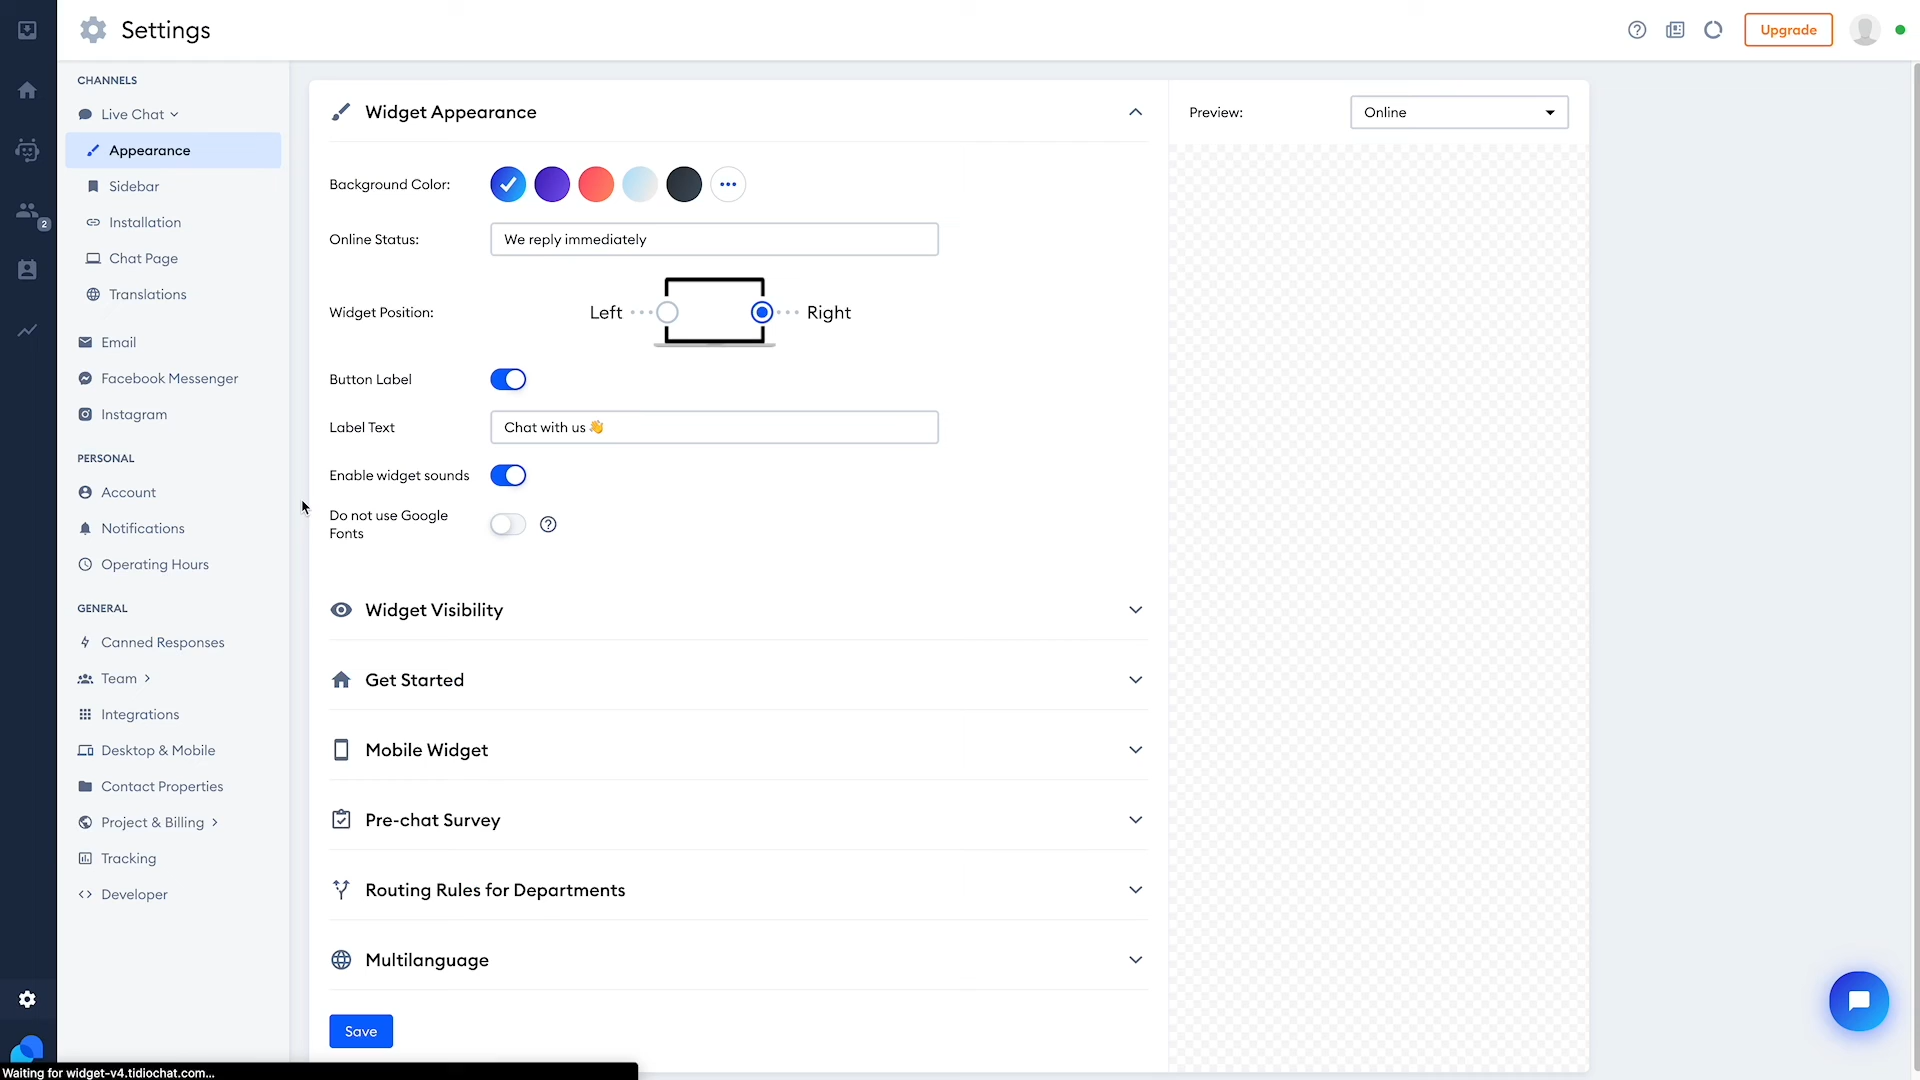 Settings
Upgrade
2
CHANNELS
Live Chat
Appearance
Sidebar
Installation
Chat Page
Translations
Email
Facebook Messenger
Instagram
PERSONAL
Account
Notifications
Operating Hours
GENERAL
Canned Responses
Team
Integrations
Desktop & Mobile
Contact Properties
Project & Billing
Tracking
Developer
Widget Appearance
Background Color:
Online Status:
We reply immediately
Widget Position:
Left
Right
Button Label
Label Text
Chat with us 👋
Enable widget sounds
Do not use Google
Fonts
Widget Visibility
Get Started
Mobile Widget
Pre-chat Survey
Routing Rules for Departments
Multilanguage
Save
Preview:
Online
Waiting for widget-v4.tidiochat.com...